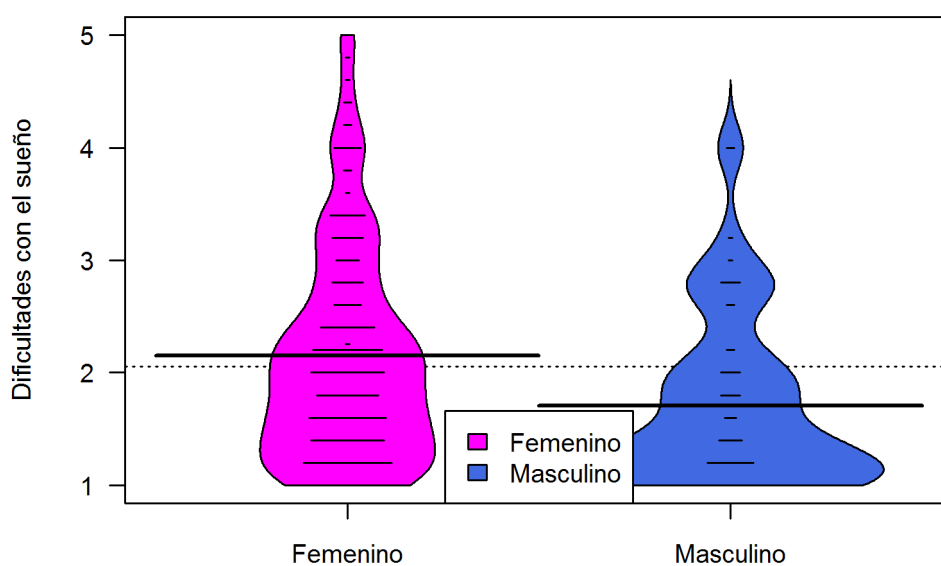 Dificultades con el sueño
5
4
3
2
1
Femenino
Masculino
Femenino
Masculino